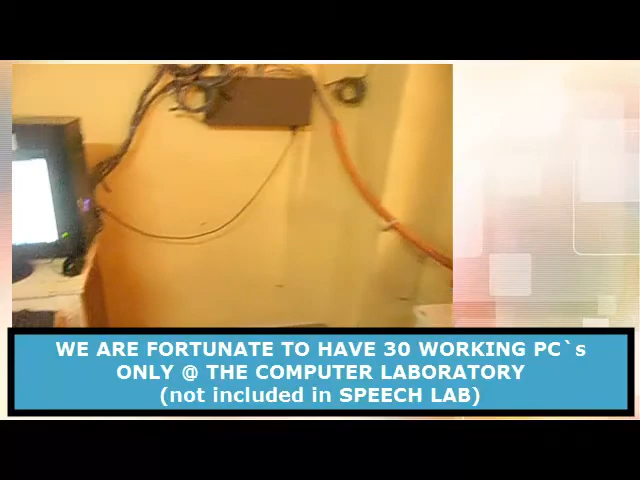 WE ARE FORTUNATE TO HAVE 30 WORKING PC`s
ONLY @ THE COMPUTER LABORATORY
(not included in SPEECH LAB)